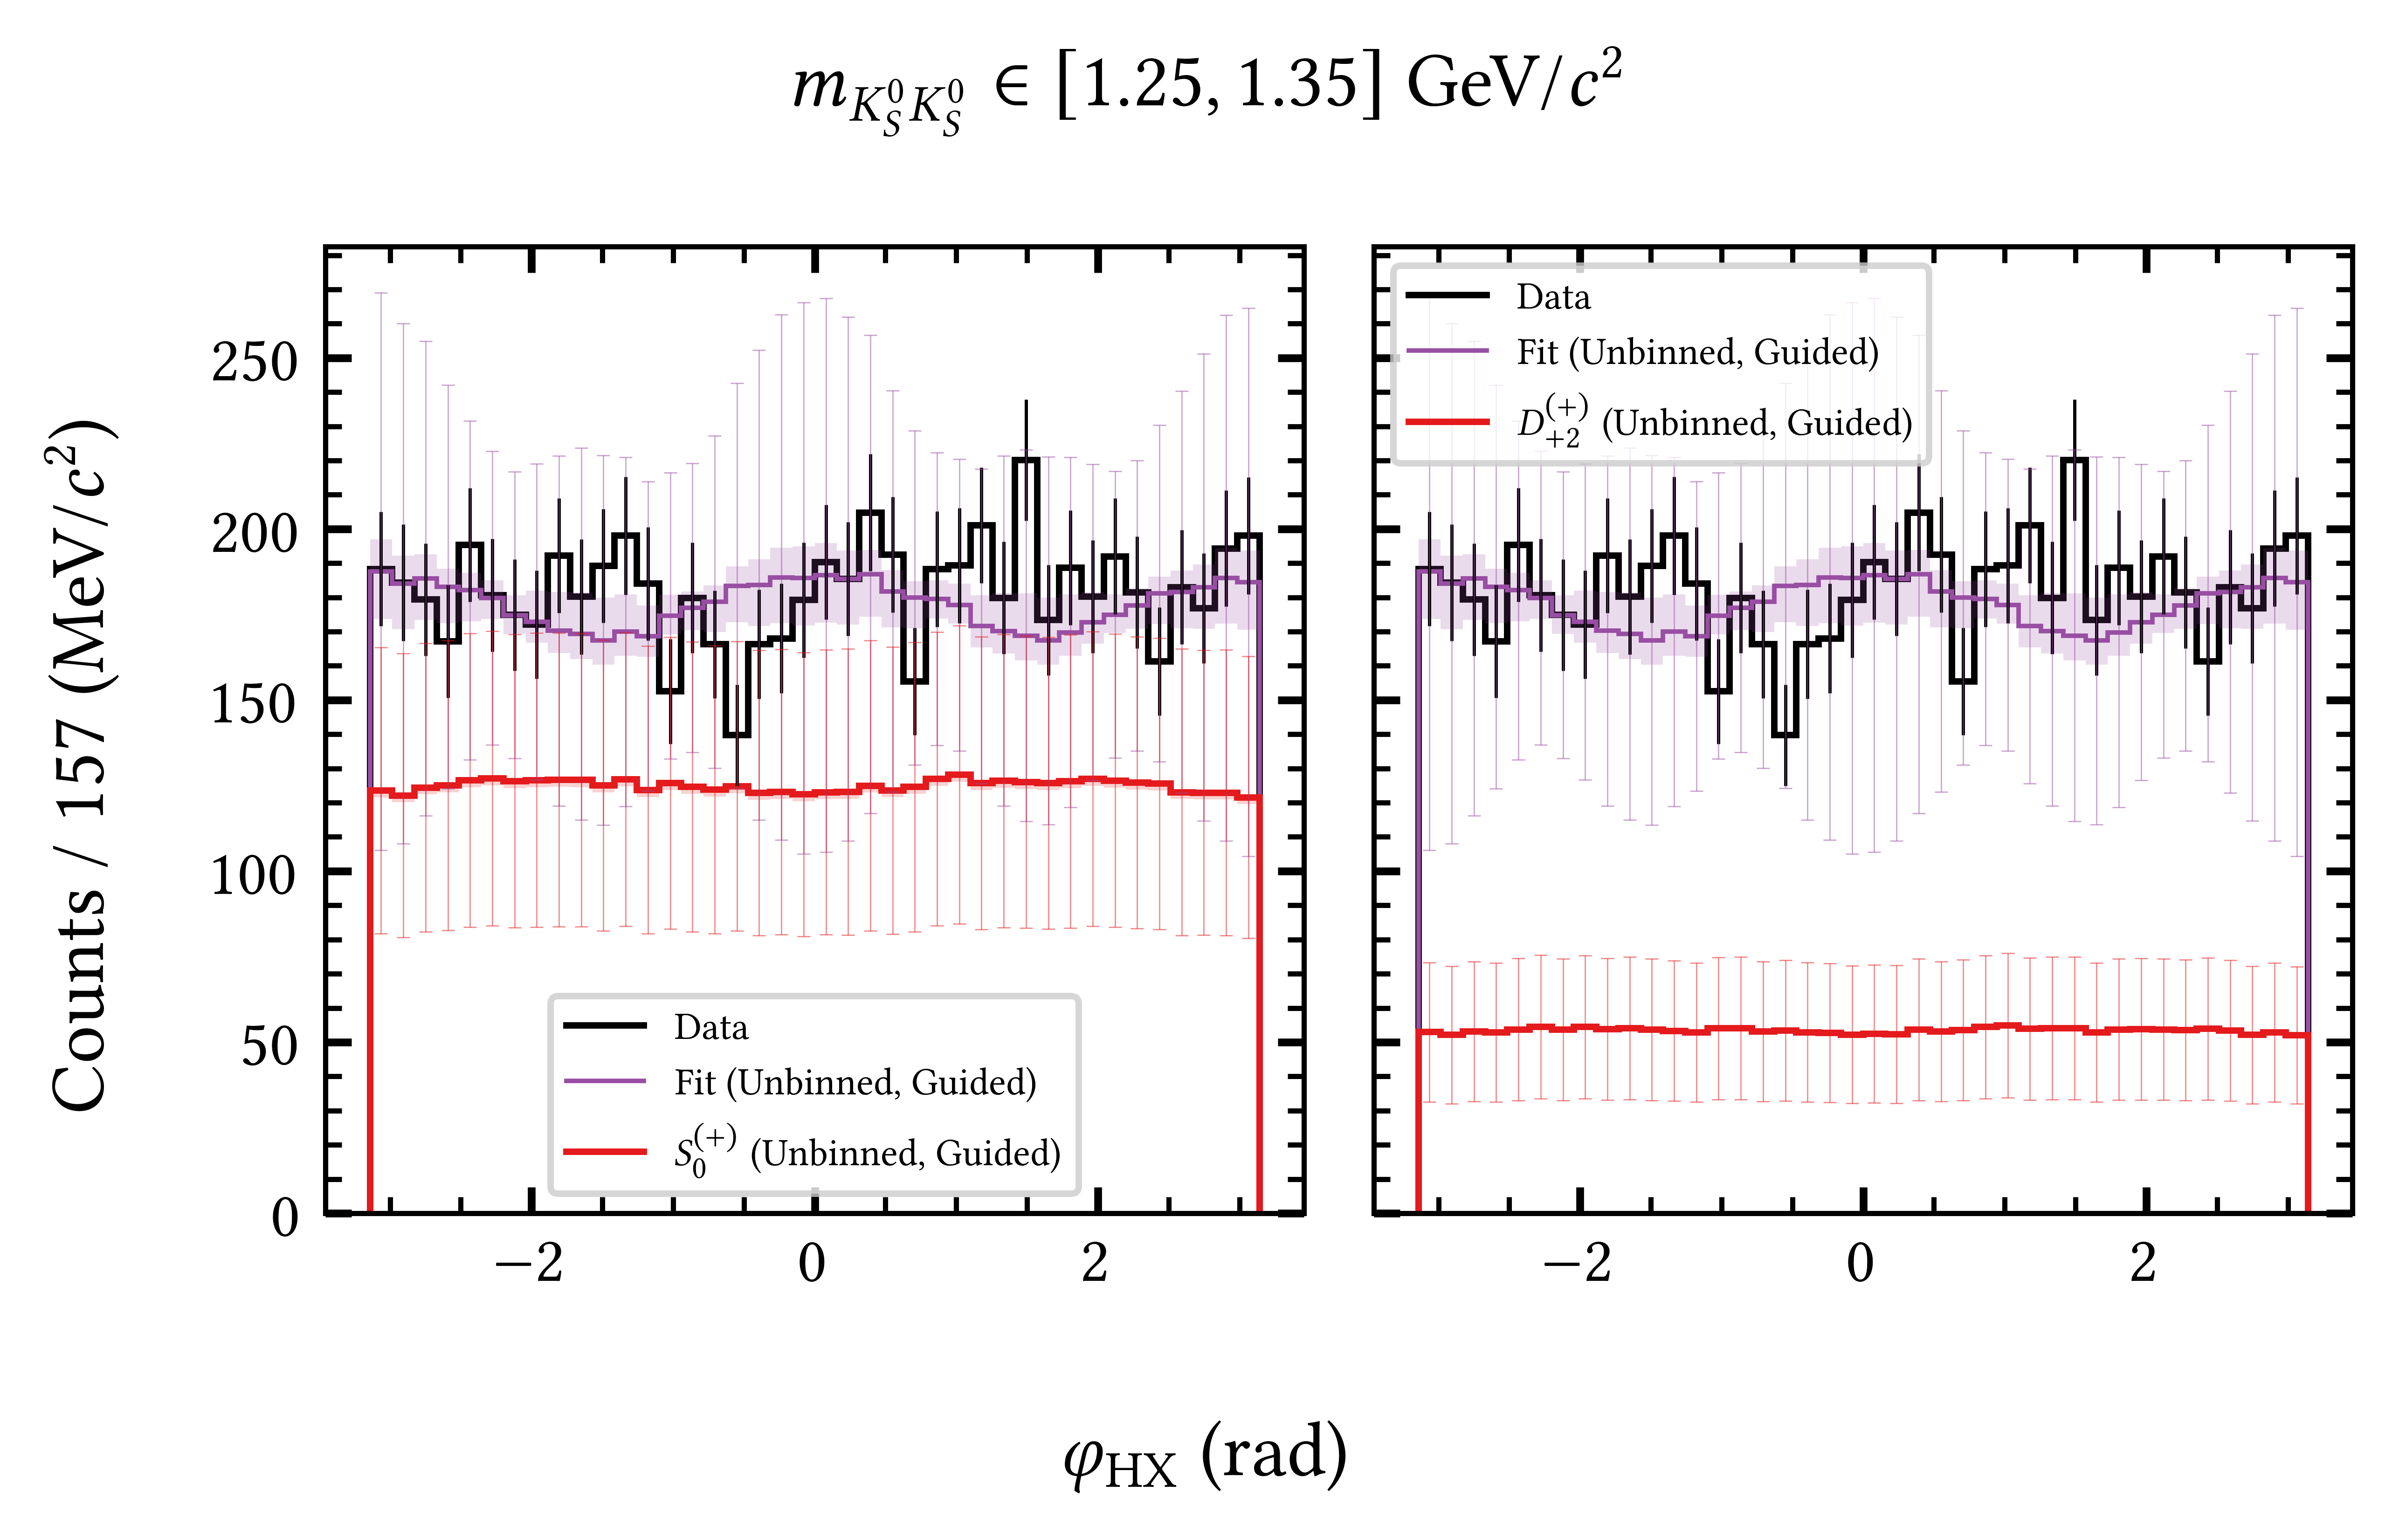 m_{K_S^0 K_S^0} ∈ [1.25, 1.35] GeV/c²
Counts / 157 (MeV/c²)
250
200
150
100
50
0
Data
Fit (Unbinned, Guided)
S_0^{(+)} (Unbinned, Guided)
−2
0
2
Data
Fit (Unbinned, Guided)
D_{+2}^{(+)} (Unbinned, Guided)
−2
0
2
φ_{HX} (rad)